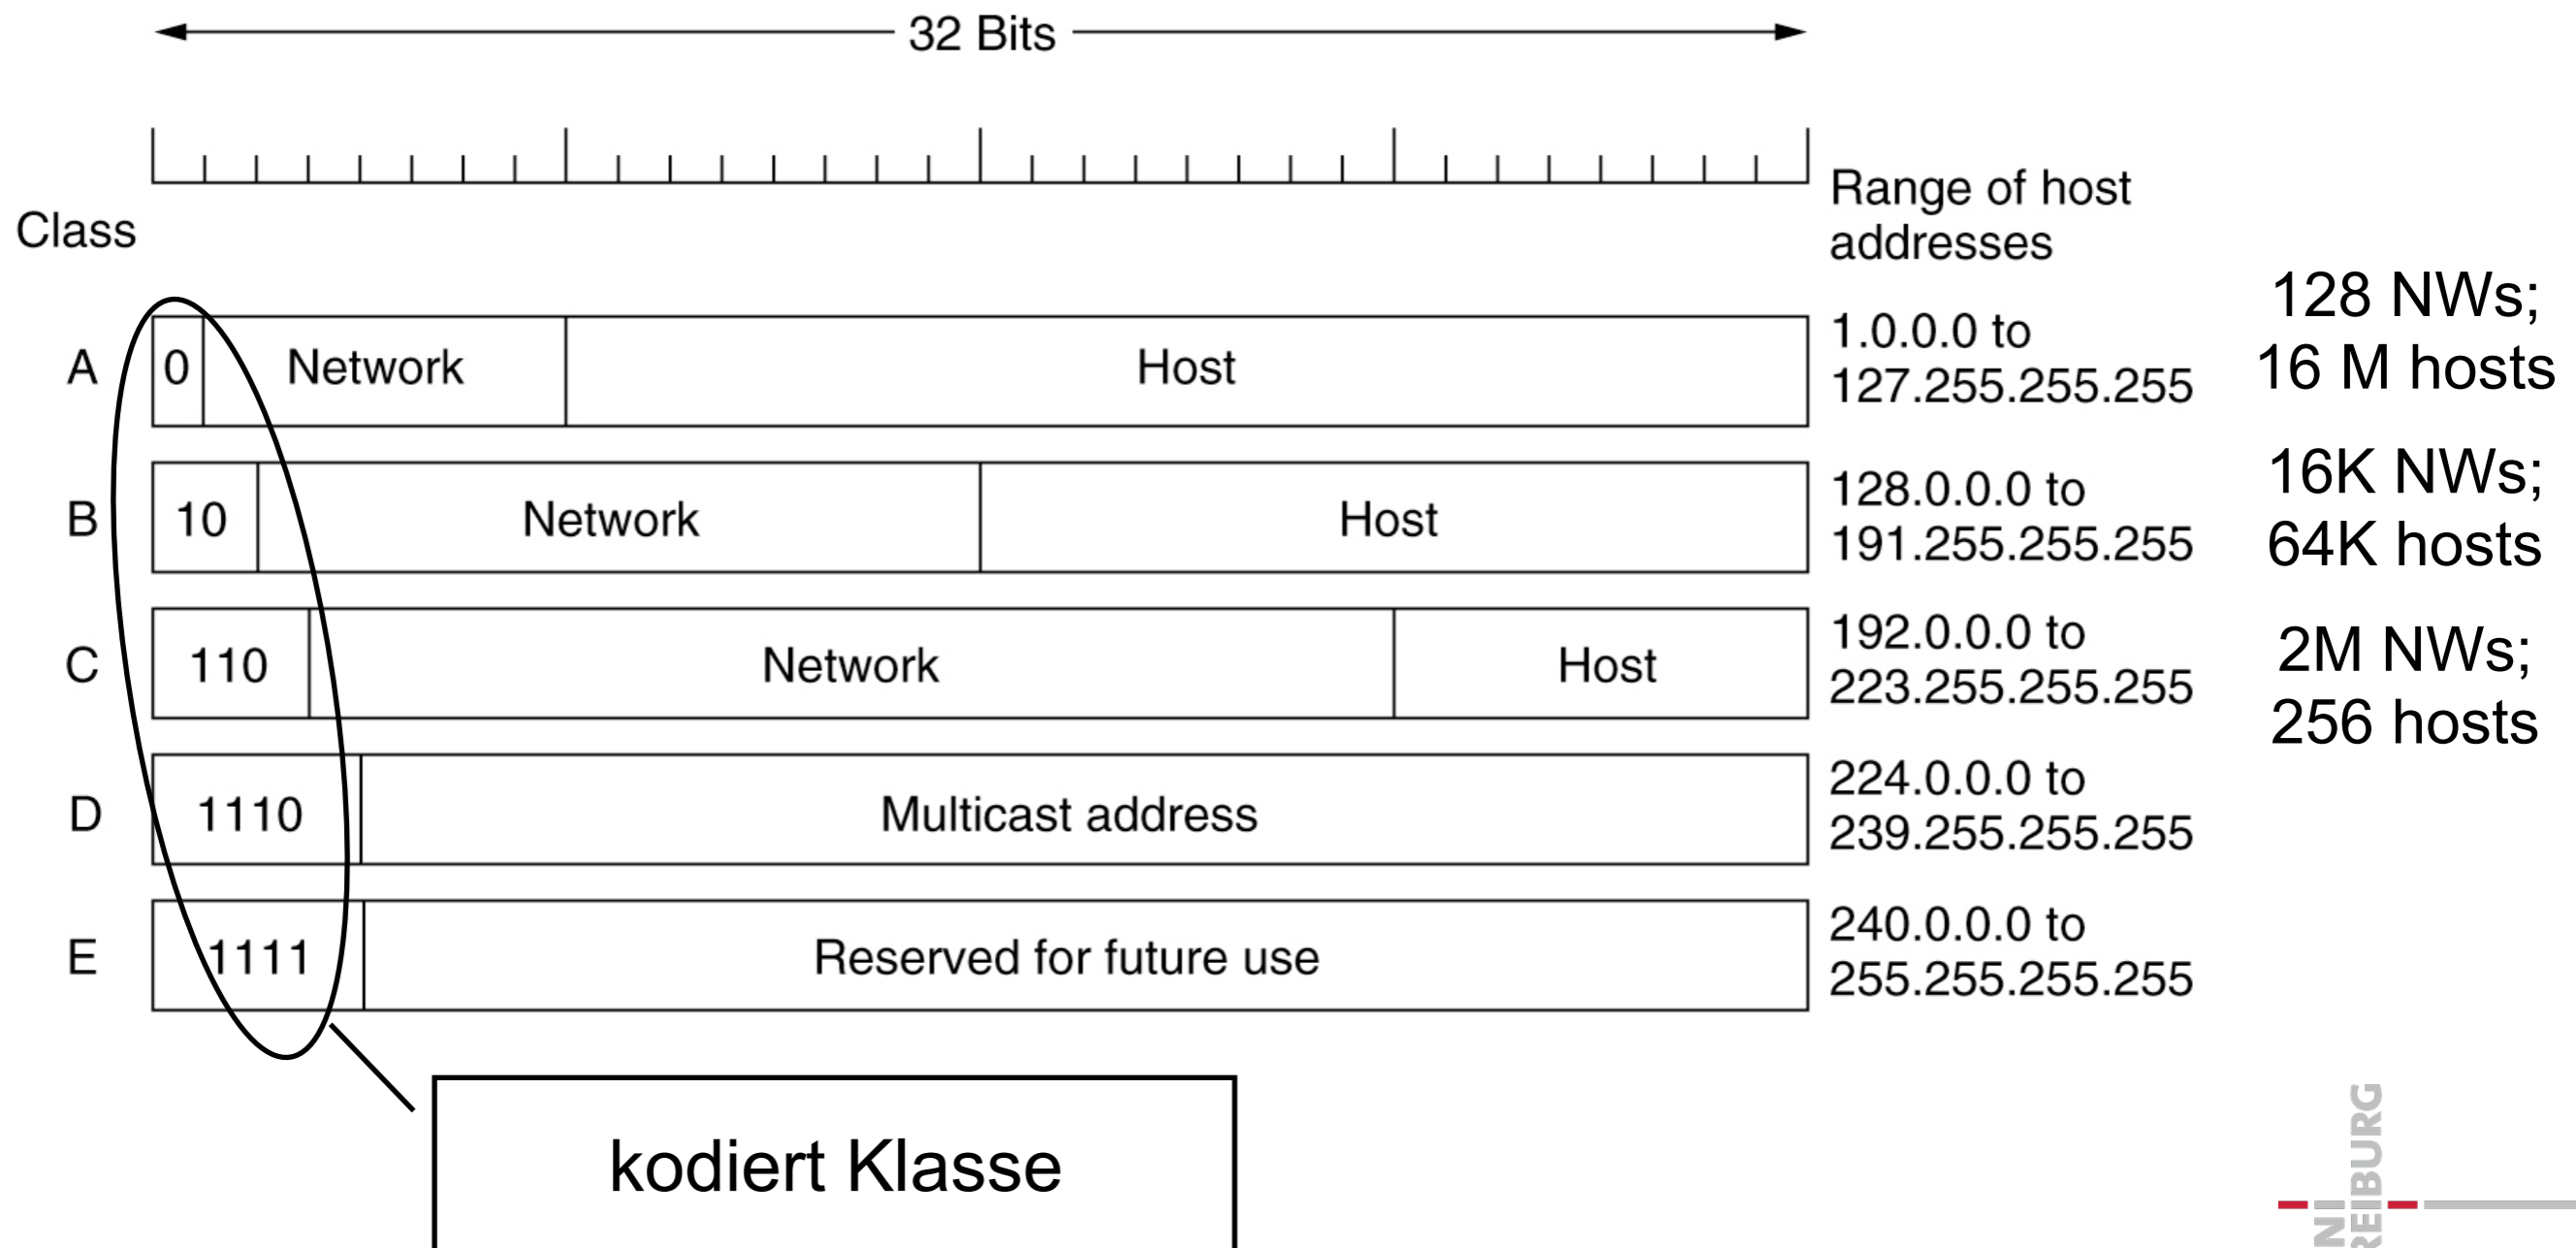 32 Bits
Range of host
addresses
Class
A
0
Network
Host
1.0.0.0 to
127.255.255.255
128 NWs;
16 M hosts
B
10
Network
Host
128.0.0.0 to
191.255.255.255
16K NWs;
64K hosts
C
110
Network
Host
192.0.0.0 to
223.255.255.255
2M NWs;
256 hosts
D
1110
Multicast address
224.0.0.0 to
239.255.255.255
E
1111
Reserved for future use
240.0.0.0 to
255.255.255.255
kodiert Klasse